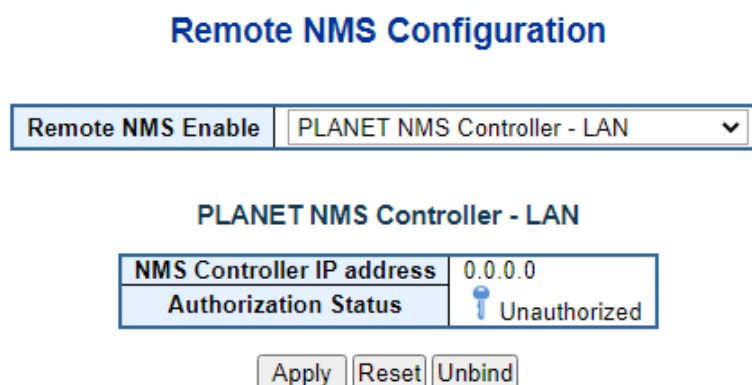 Remote NMS Configuration
Remote NMS Enable PLANET NMS Controller - LAN
PLANET NMS Controller - LAN
NMS Controller IP address 0.0.0.0
Authorization Status Unauthorized
Apply Reset Unbind